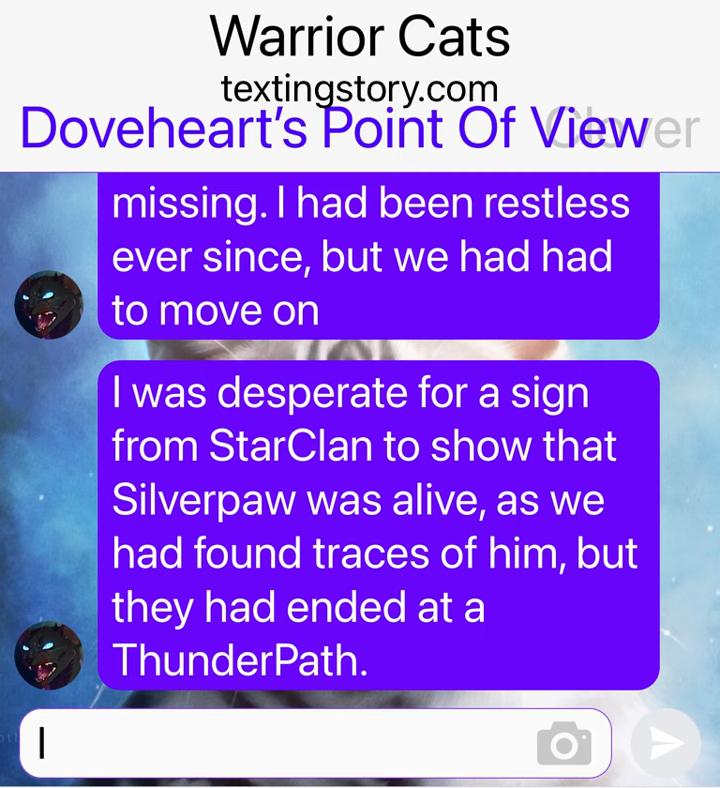 Warrior Cats
textingstory.com
Doveheart's Point Of View
missing. I had been restless
ever since, but we had had
to move on
I was desperate for a sign
from StarClan to show that
Silverpaw was alive, as we
had found traces of him, but
they had ended at a
ThunderPath.